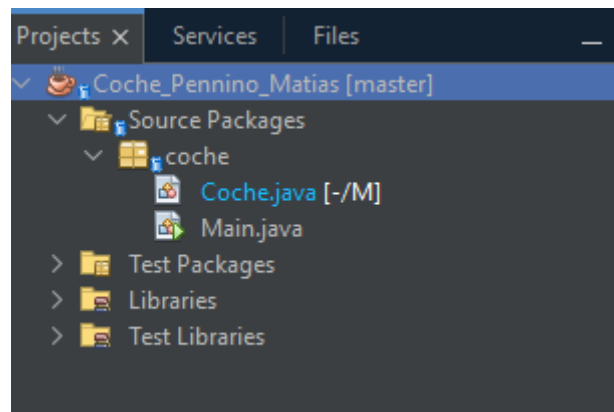 Projects × Services Files
Coche_Pennino_Matias [master]
Source Packages
coche
Coche.java [-/M]
Main.java
Test Packages
Libraries
Test Libraries